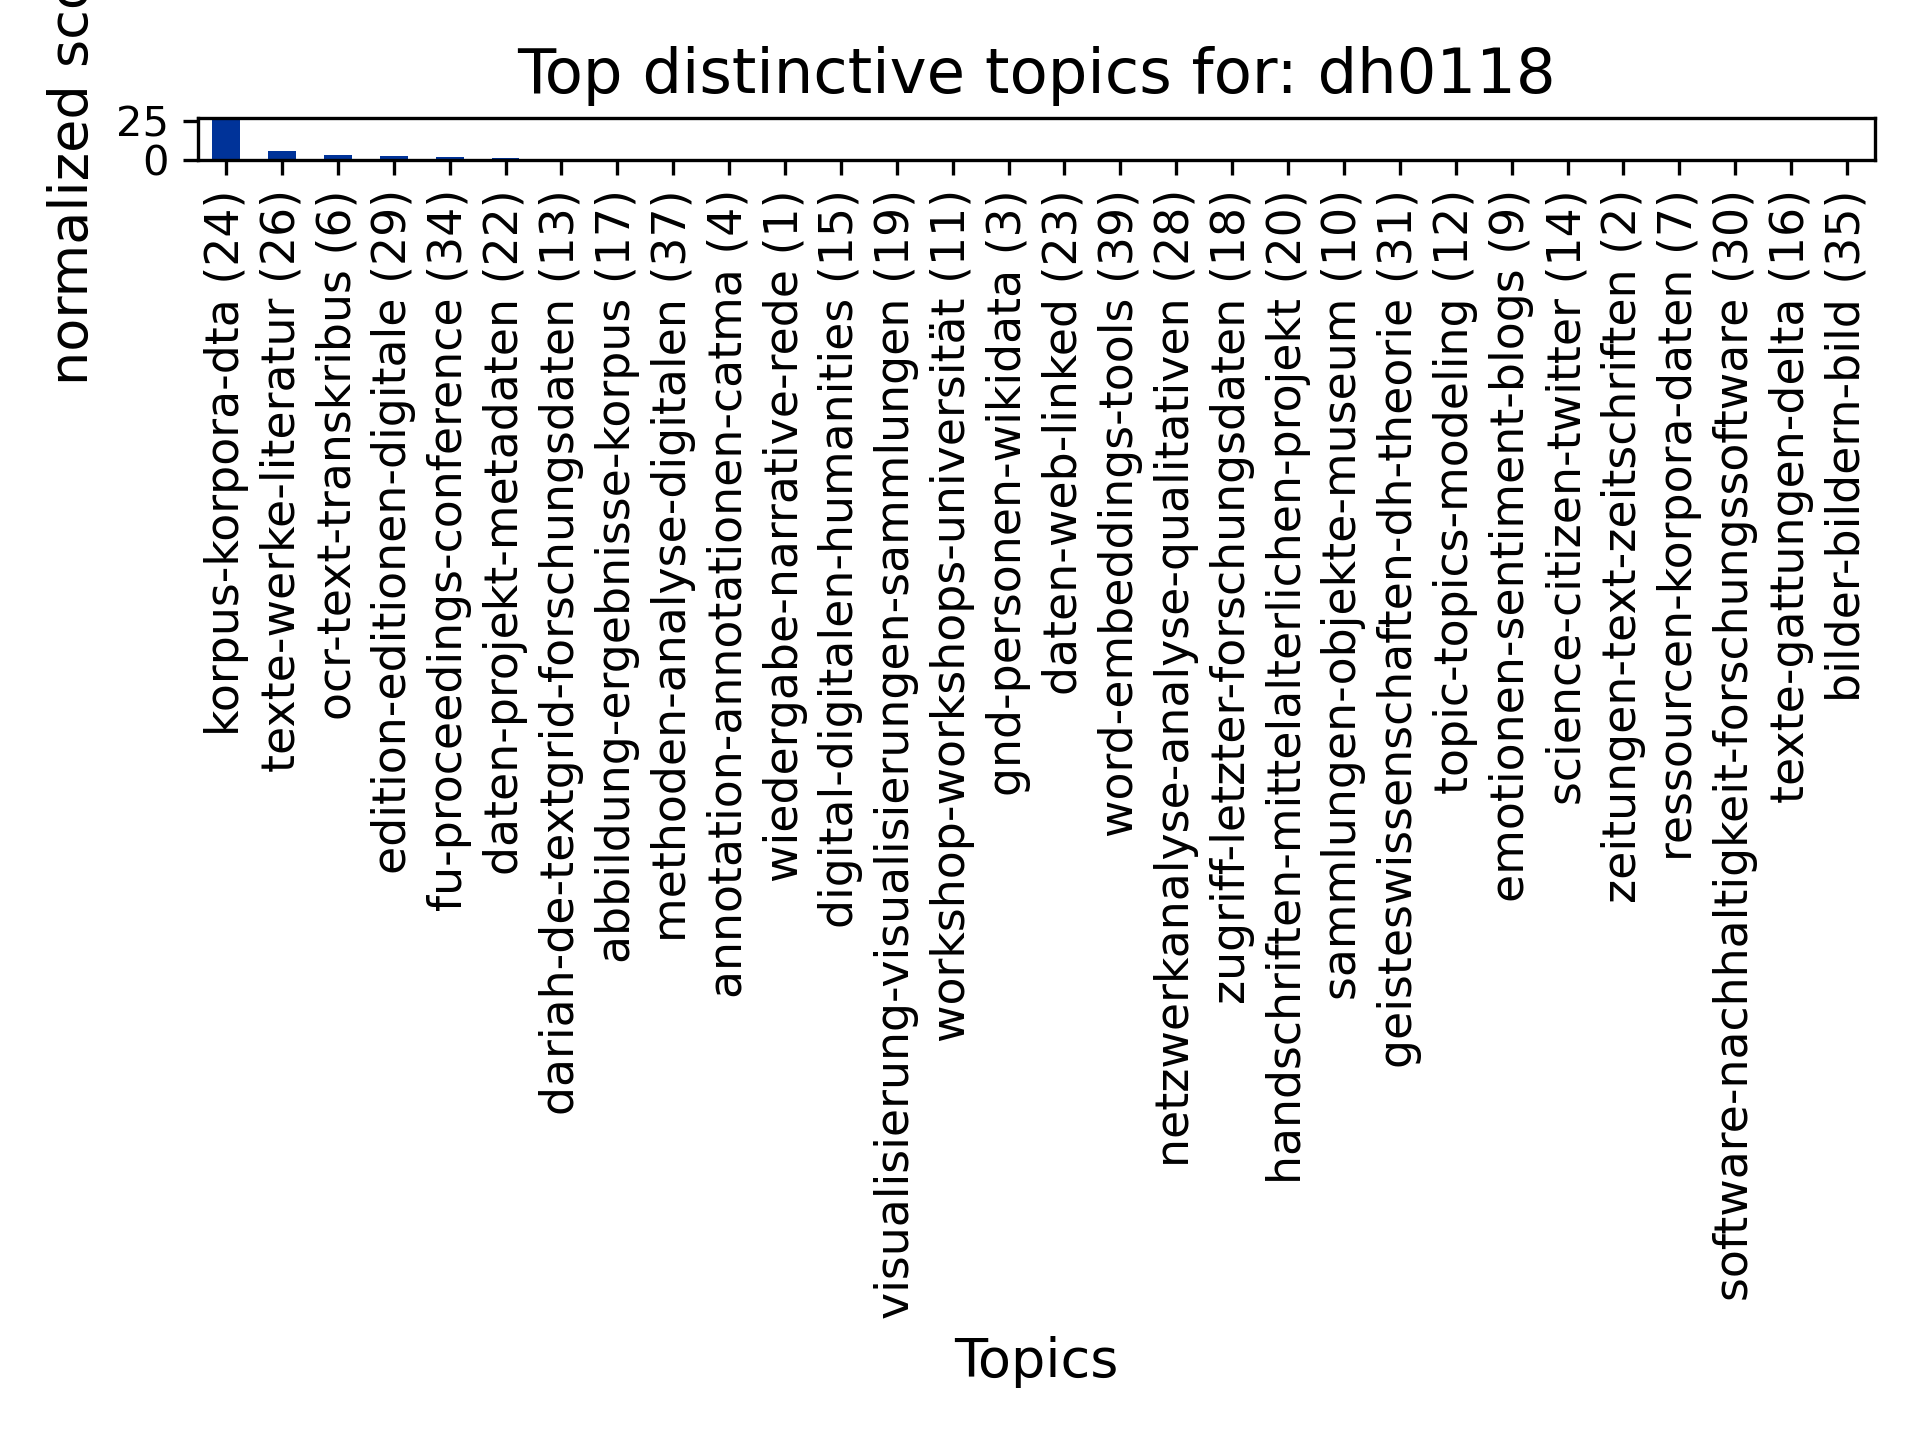 Top distinctive topics for: dh0118
normalized sco
25
0
korpus-korpora-dta (24)
texte-werke-literatur (26)
ocr-text-transkribus (6)
edition-editionen-digitale (29)
fu-proceedings-conference (34)
daten-projekt-metadaten (22)
dariah-de-textgrid-forschungsdaten (13)
abbildung-ergebnisse-korpus (17)
methoden-analyse-digitalen (37)
annotation-annotationen-catma (4)
wiedergabe-narrative-rede (1)
digital-digitalen-humanities (15)
visualisierung-visualisierungen-sammlungen (19)
workshop-workshops-universität (11)
gnd-personen-wikidata (3)
daten-web-linked (23)
word-embeddings-tools (39)
netzwerkanalyse-analyse-qualitativen (28)
zugriff-letzter-forschungsdaten (18)
handschriften-mittelalterlichen-projekt (20)
sammlungen-objekte-museum (10)
geisteswissenschaften-dh-theorie (31)
topic-topics-modeling (12)
emotionen-sentiment-blogs (9)
science-citizen-twitter (14)
zeitungen-text-zeitschriften (2)
ressourcen-korpora-daten (7)
software-nachhaltigkeit-forschungssoftware (30)
texte-gattungen-delta (16)
bilder-bildern-bild (35)
Topics